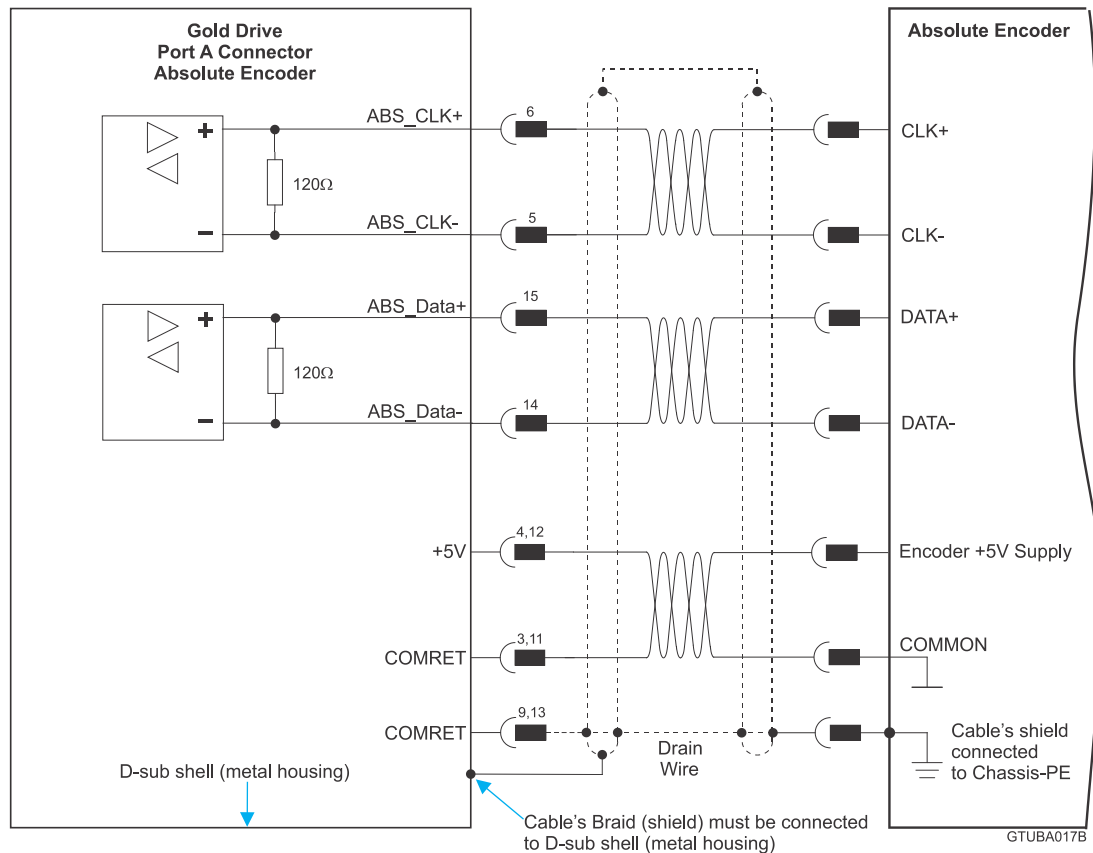 Gold Drive
Port A Connector
Absolute Encoder
Absolute Encoder
+
-
120Ω
ABS_CLK+
6
CLK+
ABS_CLK-
5
CLK-
+
-
120Ω
ABS_Data+
15
DATA+
ABS_Data-
14
DATA-
+5V
4,12
Encoder +5V Supply
COMRET
3,11
COMMON
COMRET
9,13
Drain
Wire
Cable's shield
connected
to Chassis-PE
D-sub shell (metal housing)
Cable's Braid (shield) must be connected
to D-sub shell (metal housing)
GTUBA017B